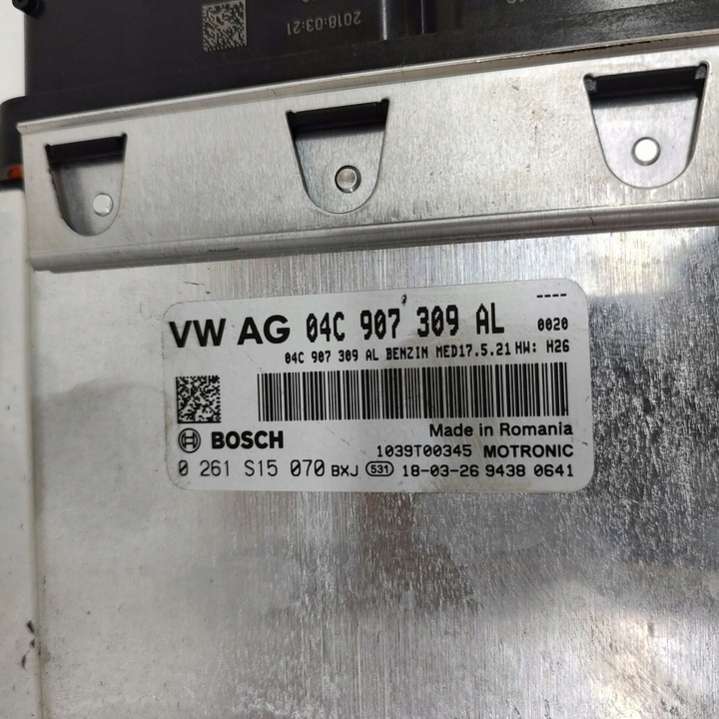 2018:03:21
----
VW AG 04C 907 309 AL 0020
04C 907 309 AL BENZIN MED17.5.21 HW: H26
Made in Romania
BOSCH 1039T00345 MOTRONIC
0 261 S15 070 BXJ 531 18-03-26 9438 0641